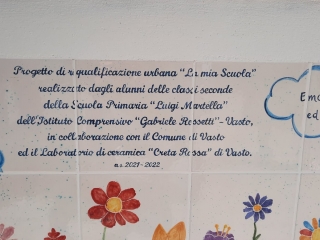 Progetto di riqualificazione urbana "La mia Scuola"
realizzato dagli alunni delle classi seconde
della Scuola Primaria "Luigi Martella"
dell'Istituto Comprensivo "Gabriele Rossetti" - Vasto,
in collaborazione con il Comune di Vasto
ed il Laboratorio di ceramica "Creta Rossa" di Vasto.
a.s. 2021 - 2022